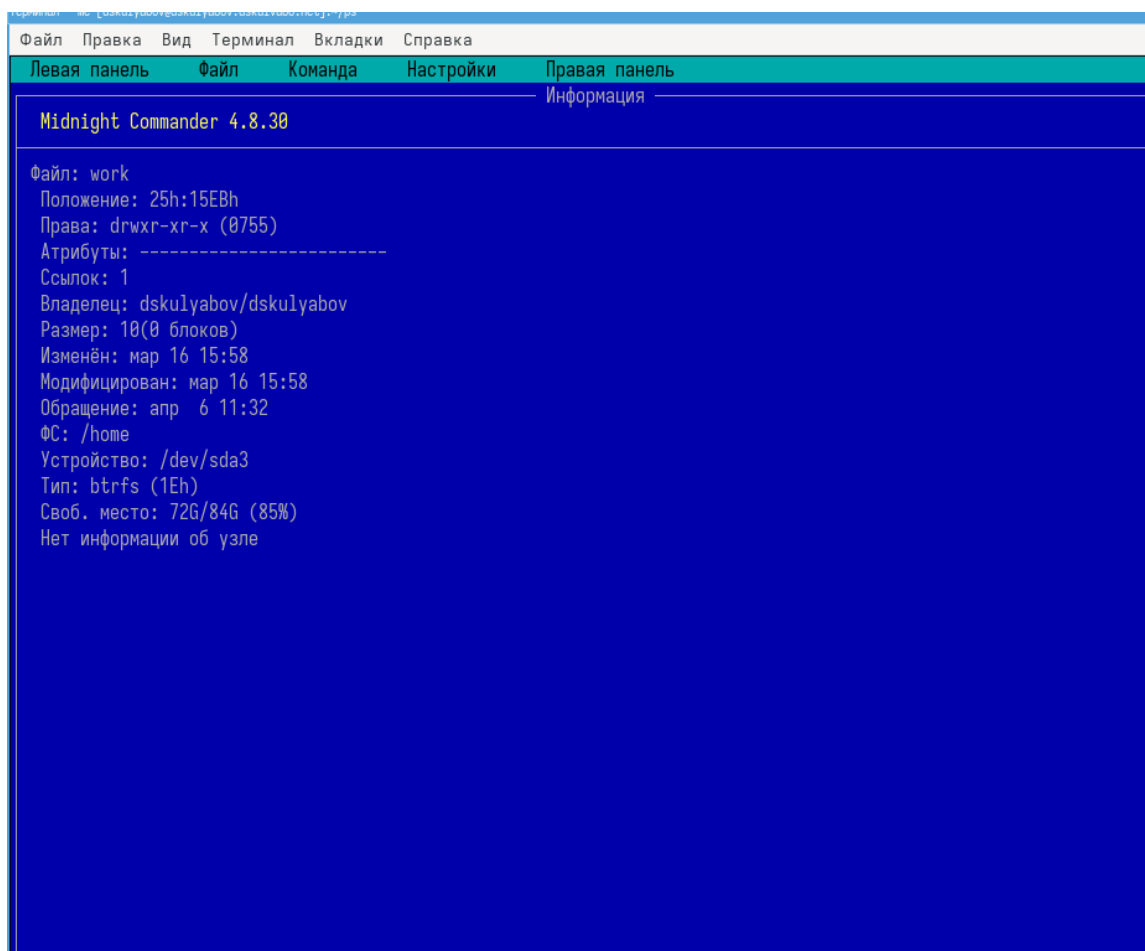 Файл Правка Вид Терминал Вкладки Справка
Левая панель Файл Команда Настройки Правая панель
Информация
Midnight Commander 4.8.30
Файл: work
Положение: 25h:15EBh
Права: drwxr-xr-x (0755)
Атрибуты: -------------------------
Ссылок: 1
Владелец: dskulyabov/dskulyabov
Размер: 10(0 блоков)
Изменён: мар 16 15:58
Модифицирован: мар 16 15:58
Обращение: апр  6 11:32
ФС: /home
Устройство: /dev/sda3
Тип: btrfs (1Eh)
Своб. место: 72G/84G (85%)
Нет информации об узле